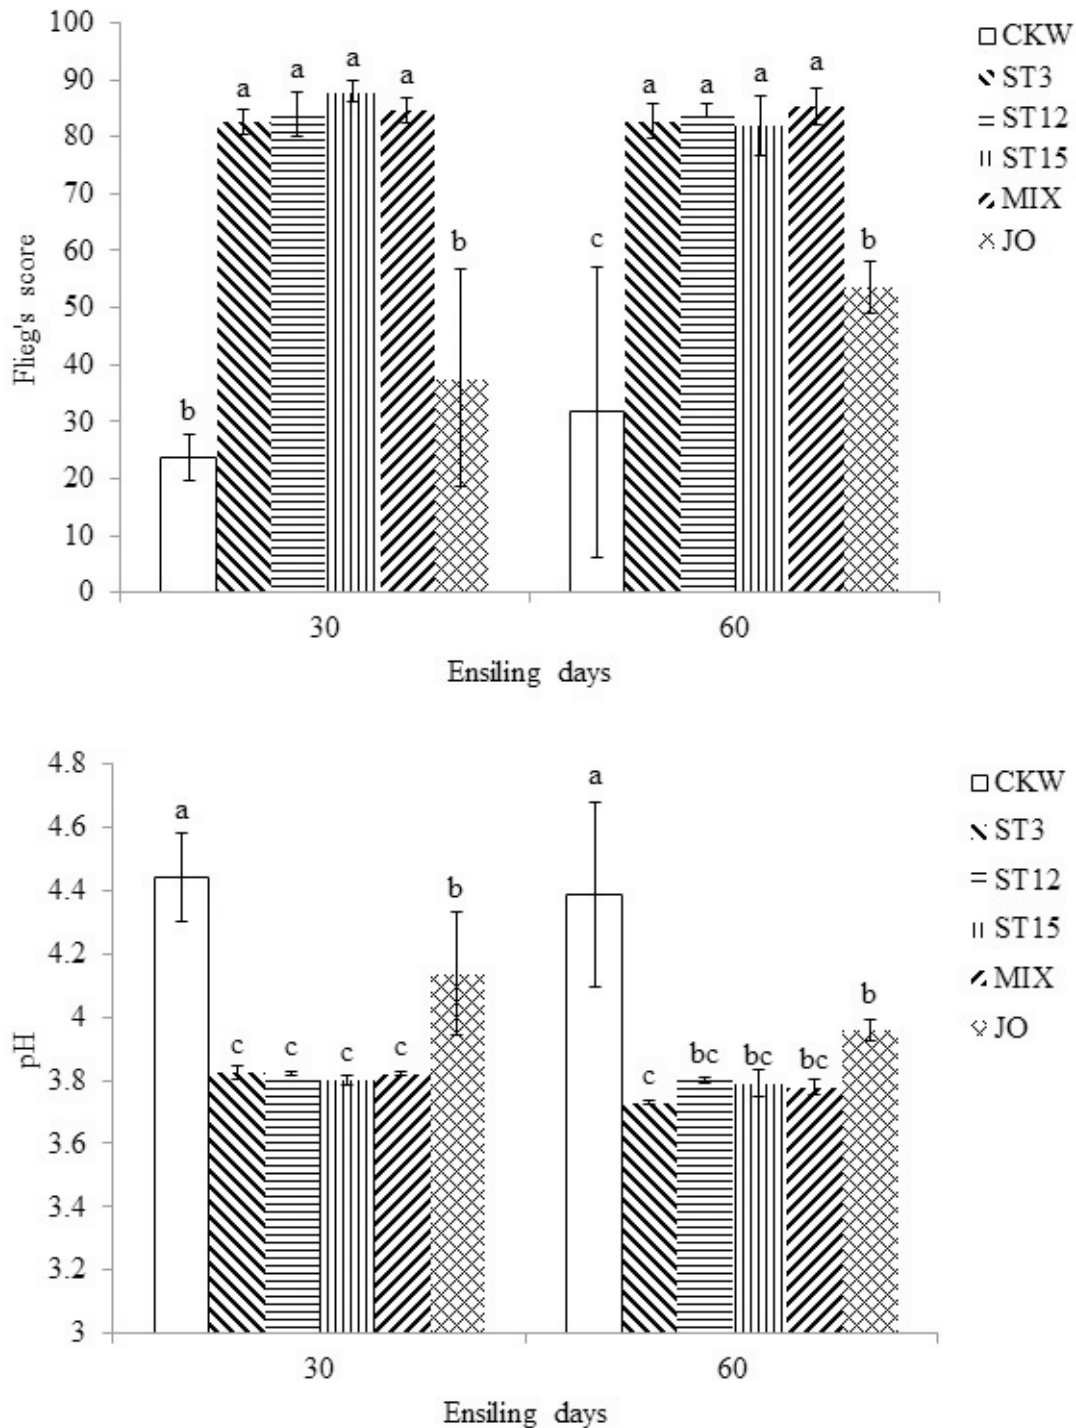 100
90
80
70
60
50
40
30
20
10
0
Flieg's score
b a a a a b
c a a a a b
30 60
Ensiling days
CKW
ST3
ST12
ST15
MIX
JO
4.8
4.6
4.4
4.2
4
3.8
3.6
3.4
3.2
3
pH
a c c c c b
a c bc bc bc b
30 60
Ensiling days
CKW
ST3
ST12
ST15
MIX
JO